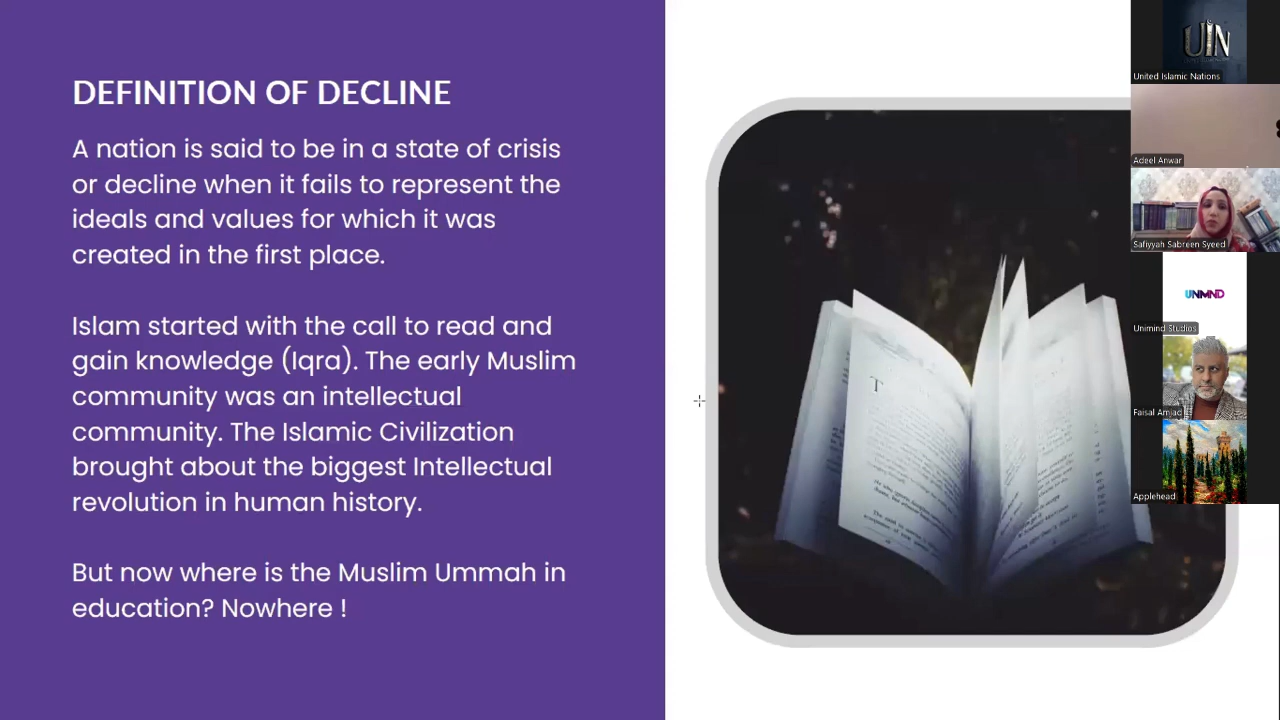 DEFINITION OF DECLINE
A nation is said to be in a state of crisis
or decline when it fails to represent the
ideals and values for which it was
created in the first place.
Islam started with the call to read and
gain knowledge (Iqra). The early Muslim
community was an intellectual
community. The Islamic Civilization
brought about the biggest Intellectual
revolution in human history.
But now where is the Muslim Ummah in
education? Nowhere !
T
UIN
United Islamic Nations
Adeel Anwar
Safiyyah Sabreen Syeed
UNMND
Unimind Studios
Faisal Amjad
Applehead